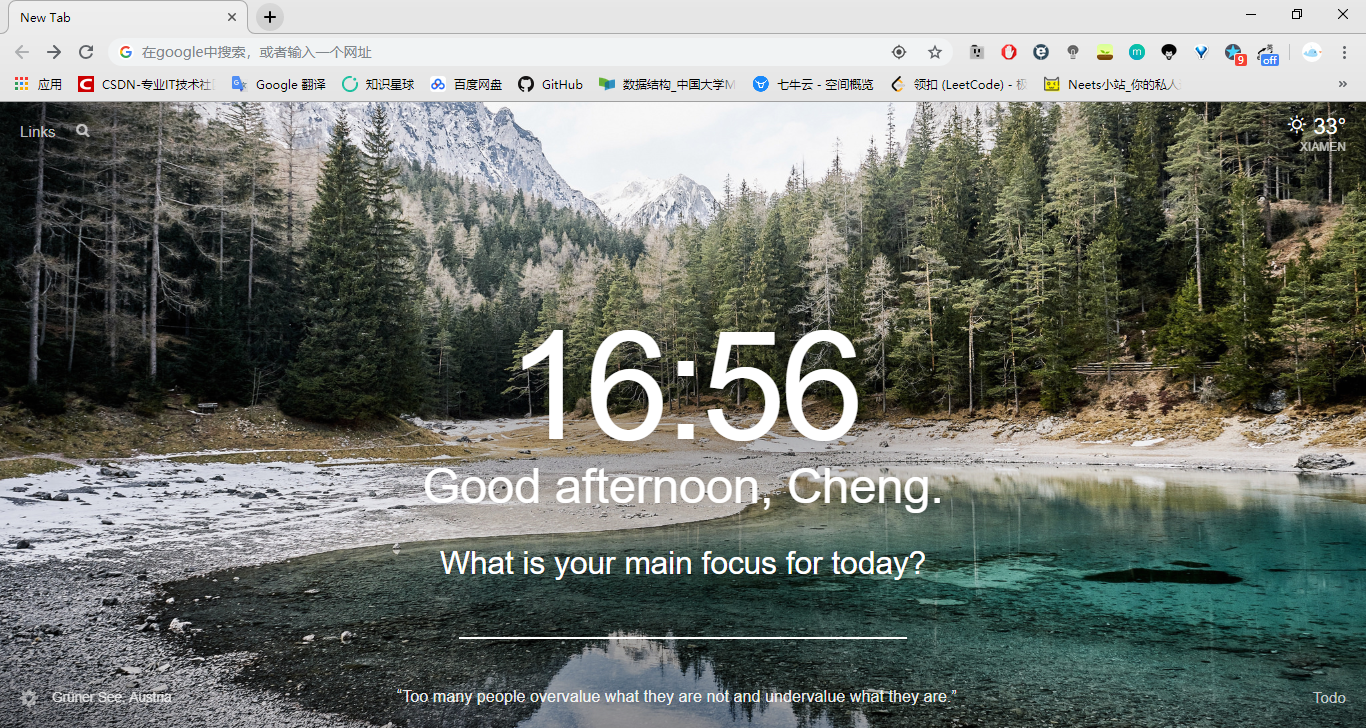 New Tab
在google中搜索，或者输入一个网址
9
off
应用
CSDN-专业IT技术社
Google 翻译
知识星球
百度网盘
GitHub
数据结构_中国大学M
七牛云 - 空间概览
领扣 (LeetCode) - 极
Neets小站_你的私人
Links
33°
XIAMEN
16:56
Good afternoon, Cheng.
What is your main focus for today?
Grüner See, Austria
“Too many people overvalue what they are not and undervalue what they are.”
Todo